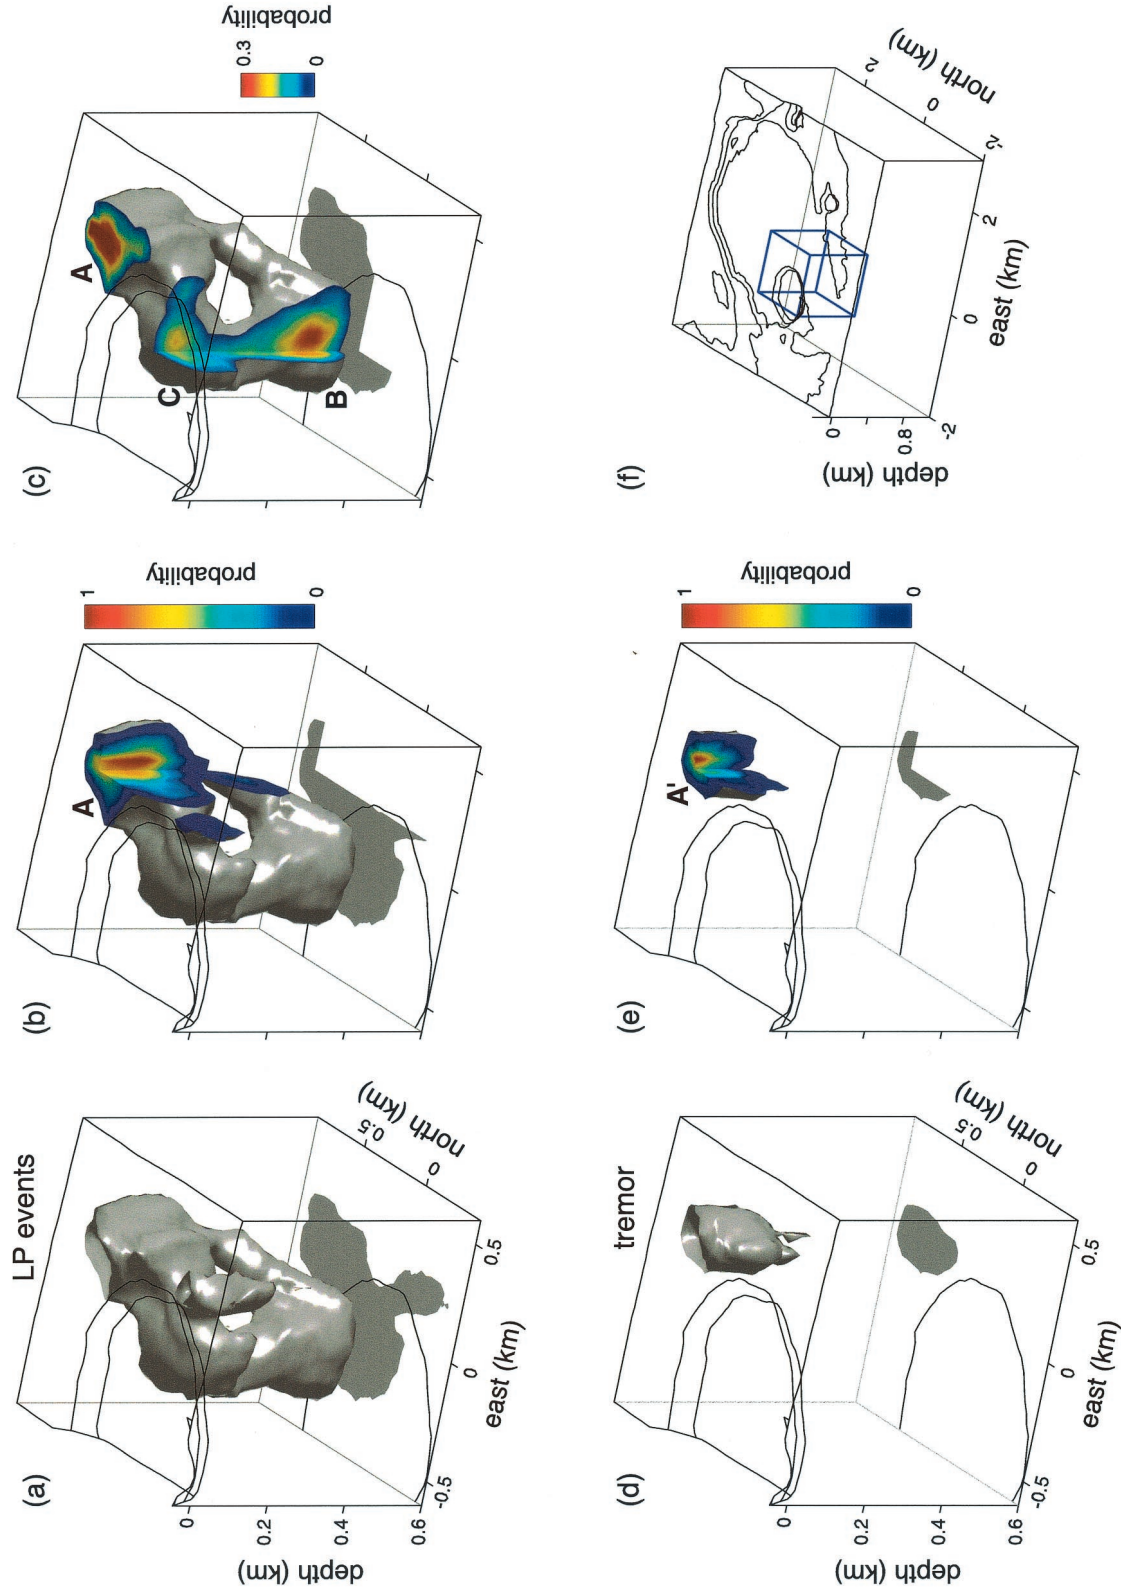 (a)
LP events
0
0.2
0.4
0.6
depth (km)
-0.5
0
0.5
east (km)
0
0.5
north (km)
(b)
A
1
0
probability
(c)
A
C
B
0.3
0
probability
(d)
tremor
0
0.2
0.4
0.6
depth (km)
-0.5
0
0.5
east (km)
0
0.5
north (km)
(e)
A'
1
0
probability
(f)
0
0.8
depth (km)
-2
0
2
east (km)
-2
0
2
north (km)